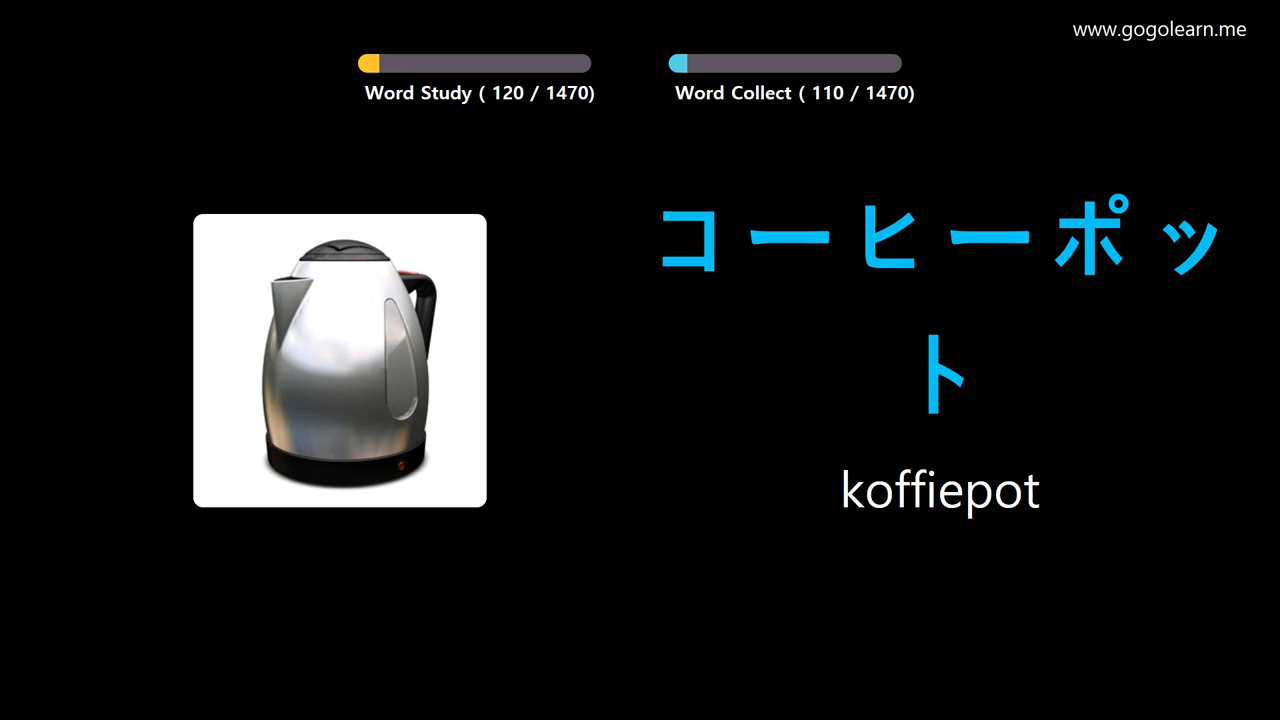 www.gogolearn.me
Word Study ( 120 / 1470)
Word Collect ( 110 / 1470)
コーヒーポッ
ト
koffiepot